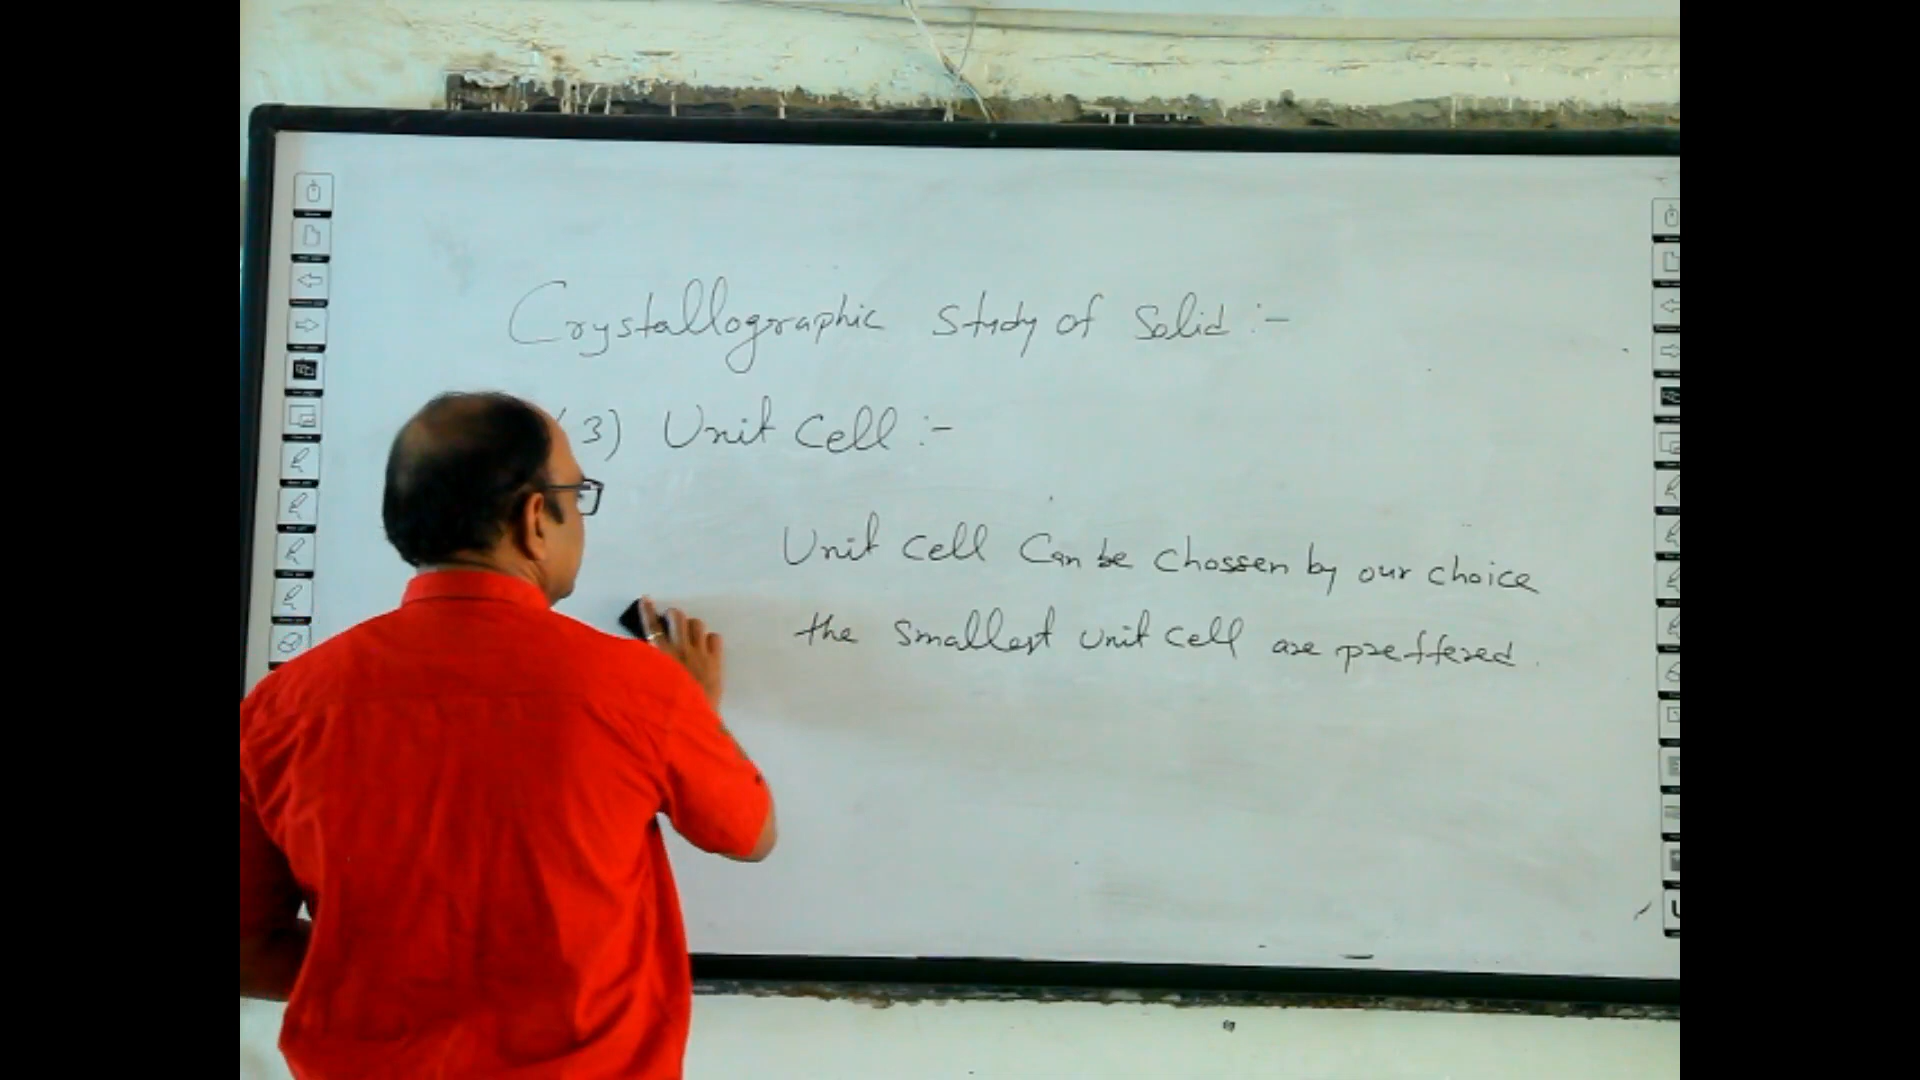 Crystallographic Study of Solid :-
(3) Unit Cell :-
Unit cell Can be chossen by our choice
the smallest unit cell are preffered.